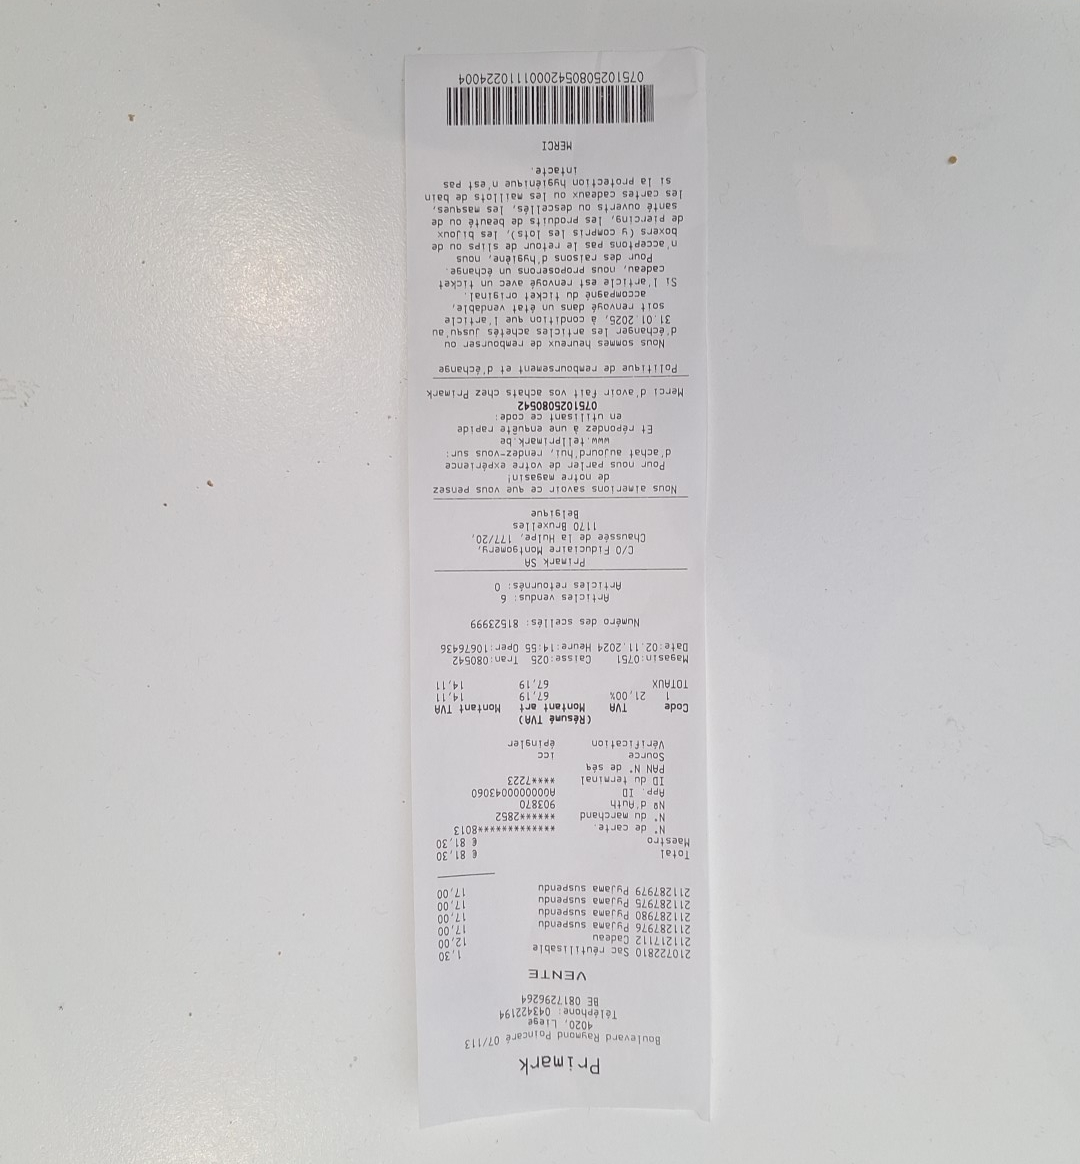 Primark
Boulevard Raymond Poincaré 07/113
4020, Liege
Téléphone: 043422194
BE 0817296264
VENTE
210722810 Sac réutilisable 1,30
211217112 Cadeau 12,00
211287976 Pyjama suspendu 17,00
211287980 Pyjama suspendu 17,00
211287975 Pyjama suspendu 17,00
211287979 Pyjama suspendu 17,00
Total € 81,30
Maestro € 81,30
N° de carte. **************8013
N° du marchand ******2852
Nº d'Auth 903870
App. ID A0000000043060
ID du terminal ****7223
PAN N° de séq
Source icc
Vérification épingler
(Résumé TVA)
Code TVA Montant art Montant TVA
1 21,00% 67,19 14,11
TOTAUX 67,19 14,11
Magasin:0751 Caisse:025 Tran:080542
Date:02.11.2024 Heure:14:55 Oper:10676436
Numéro des scellés: 81523999
Articles vendus: 6
Articles retournés: 0
Primark SA
C/O Fiduciaire Montgomery,
Chaussée de la Hulpe, 177/20,
1170 Bruxelles
Belgique
Nous aimerions savoir ce que vous pensez
de notre magasin!
Pour nous parler de votre expérience
d'achat aujourd'hui, rendez-vous sur:
www.tellprimark.be
Et répondez à une enquête rapide
en utilisant ce code:
0751025080542
Merci d'avoir fait vos achats chez Primark
Politique de remboursement et d'échange
Nous sommes heureux de rembourser ou
d'échanger les articles achetés jusqu'au
31.01.2025, à condition que l'article
soit renvoyé dans un état vendable,
accompagné du ticket original.
Si l'article est renvoyé avec un ticket
cadeau, nous proposerons un échange.
Pour des raisons d'hygiène, nous
n'acceptons pas le retour de slips ou de
boxers (y compris les lots), les bijoux
de piercing, les produits de beauté ou de
santé ouverts ou descellés, les masques,
les cartes cadeaux ou les maillots de bain
si la protection hygiénique n'est pas
intacte.
MERCI
0751025080542000111022​4004